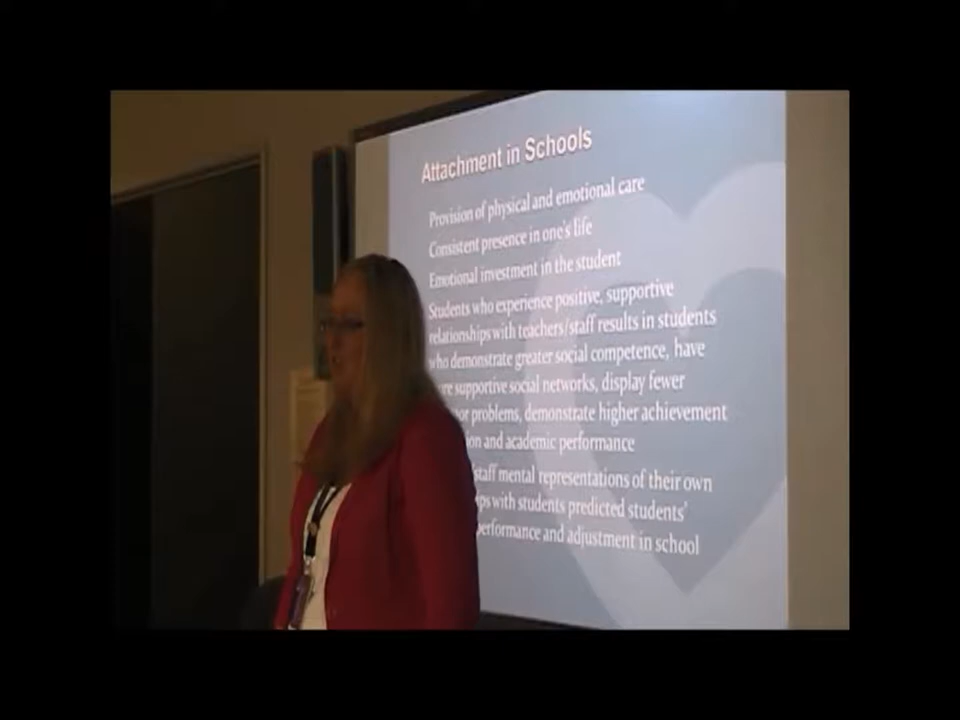 Attachment in Schools
Provision of physical and emotional care
Consistent presence in one's life
Emotional investment in the student
Students who experience positive, supportive
relationships with teachers/staff results in students
who demonstrate greater social competence, have
supportive social networks, display fewer
problems, demonstrate higher achievement
and academic performance
staff mental representations of their own
with students predicted students'
performance and adjustment in school